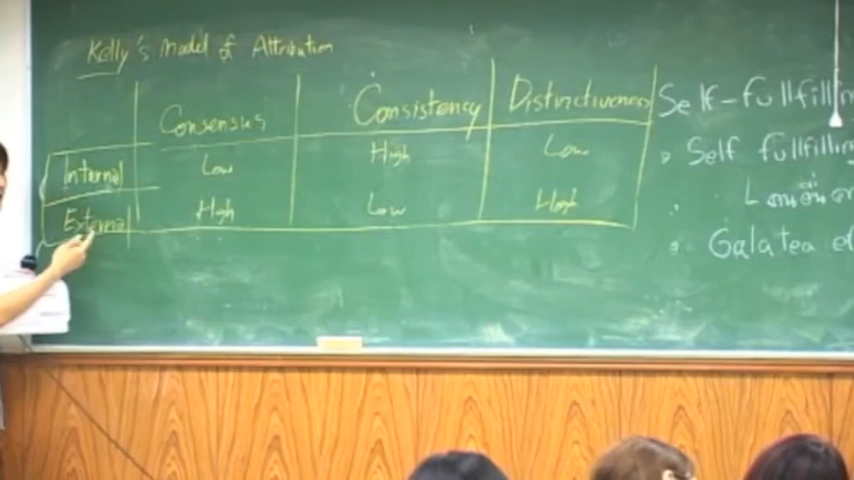 Kelly's Model of Attribution
Consensus Consistency Distinctiveness
Internal Low High Low
External High Low High
Self-fullfilling
Self fullfilling
Galatea ef